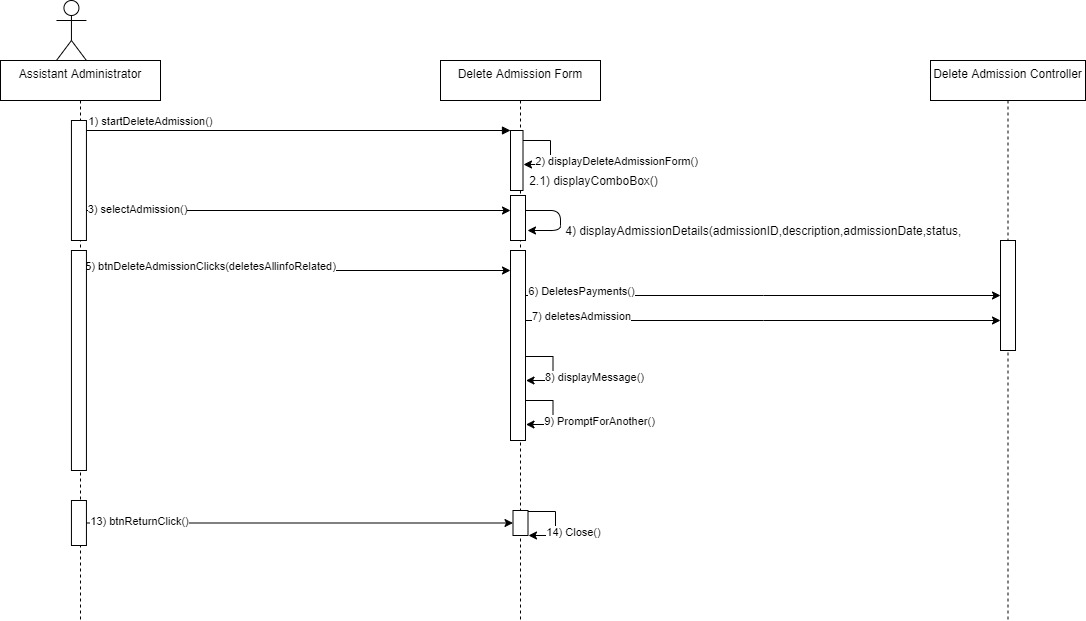 Assistant Administrator
Delete Admission Form
Delete Admission Controller
1) startDeleteAdmission()
2) displayDeleteAdmissionForm()
2.1) displayComboBox()
3) selectAdmission()
4) displayAdmissionDetails(admissionID,description,admissionDate,status,
5) btnDeleteAdmissionClicks(deletesAllinfoRelated)
6) DeletesPayments()
7) deletesAdmission
8) displayMessage()
9) PromptForAnother()
13) btnReturnClick()
14) Close()